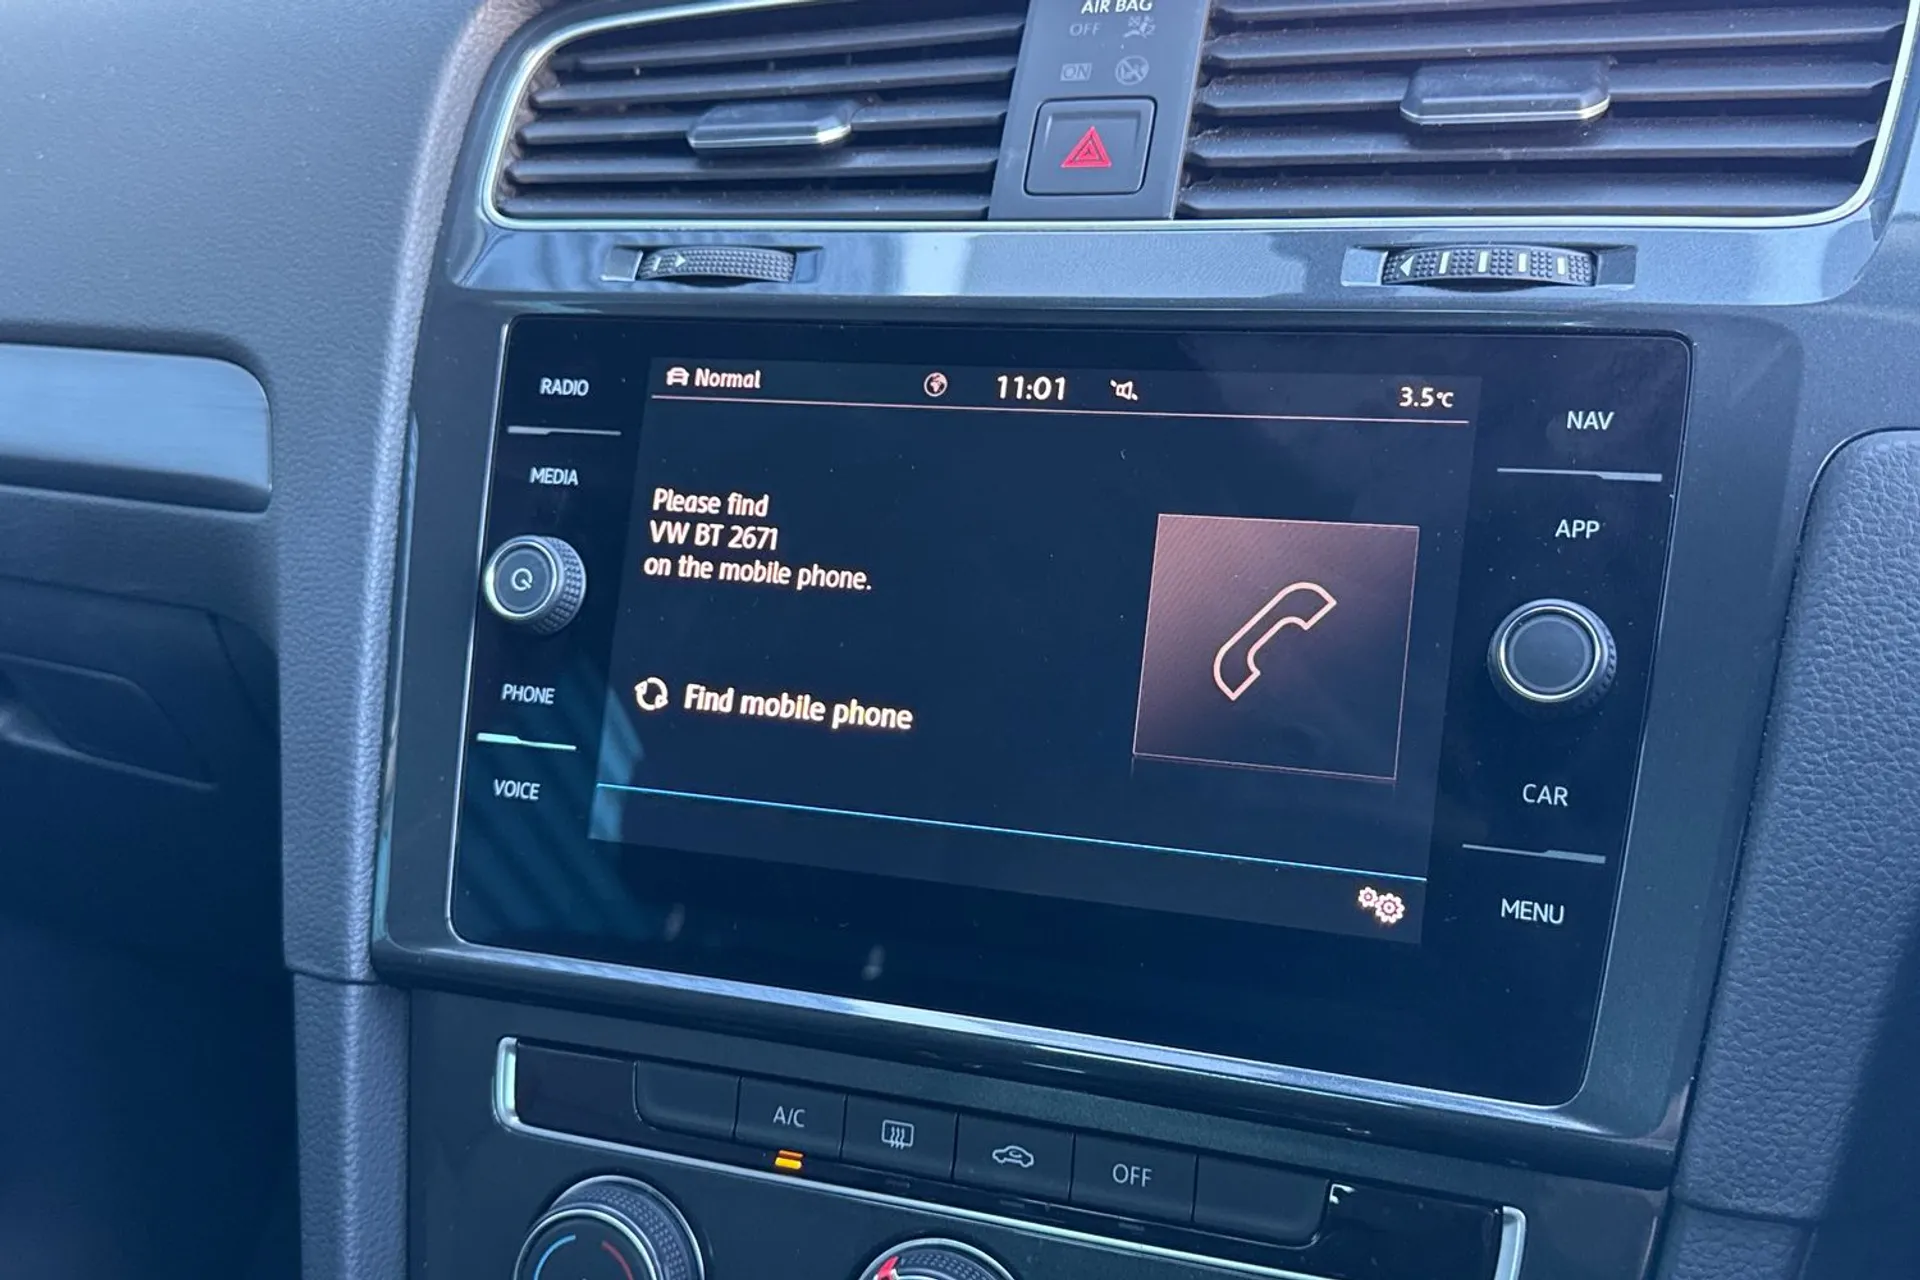 AIR BAG
OFF
ON
RADIO
MEDIA
PHONE
VOICE
Normal
11:01
3.5°C
Please find
VW BT 2671
on the mobile phone.
Find mobile phone
NAV
APP
CAR
MENU
A/C
OFF